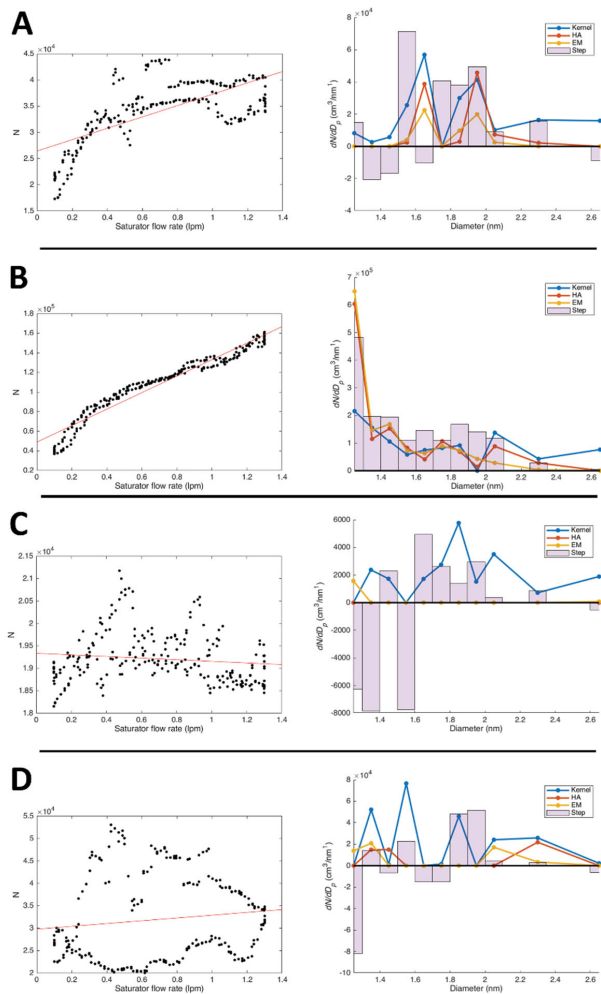 A
×10⁴
4.5
4
3.5
3
2.5
2
1.5
N
0 0.2 0.4 0.6 0.8 1 1.2 1.4
Saturator flow rate (lpm)
×10⁴
8
6
4
2
0
-2
-4
dN/dDₚ (cm³/nm¹)
1.4 1.6 1.8 2 2.2 2.4 2.6
Diameter (nm)
Kernel
HA
EM
Step
B
×10⁵
1.8
1.6
1.4
1.2
1
0.8
0.6
0.4
0.2
N
0 0.2 0.4 0.6 0.8 1 1.2 1.4
Saturator flow rate (lpm)
×10⁵
7
6
5
4
3
2
1
0
dN/dDₚ (cm³/nm¹)
1.4 1.6 1.8 2 2.2 2.4 2.6
Diameter (nm)
Kernel
HA
EM
Step
C
×10⁴
2.15
2.1
2.05
2
1.95
1.9
1.85
1.8
N
0 0.2 0.4 0.6 0.8 1 1.2 1.4
Saturator flow rate (lpm)
6000
4000
2000
0
-2000
-4000
-6000
-8000
dN/dDₚ (cm³/nm¹)
1.4 1.6 1.8 2 2.2 2.4 2.6
Diameter (nm)
Kernel
HA
EM
Step
D
×10⁴
5.5
5
4.5
4
3.5
3
2.5
2
N
0 0.2 0.4 0.6 0.8 1 1.2 1.4
Saturator flow rate (lpm)
×10⁴
8
6
4
2
0
-2
-4
-6
-8
-10
dN/dDₚ (cm³/nm¹)
1.4 1.6 1.8 2 2.2 2.4 2.6
Diameter (nm)
Kernel
HA
EM
Step